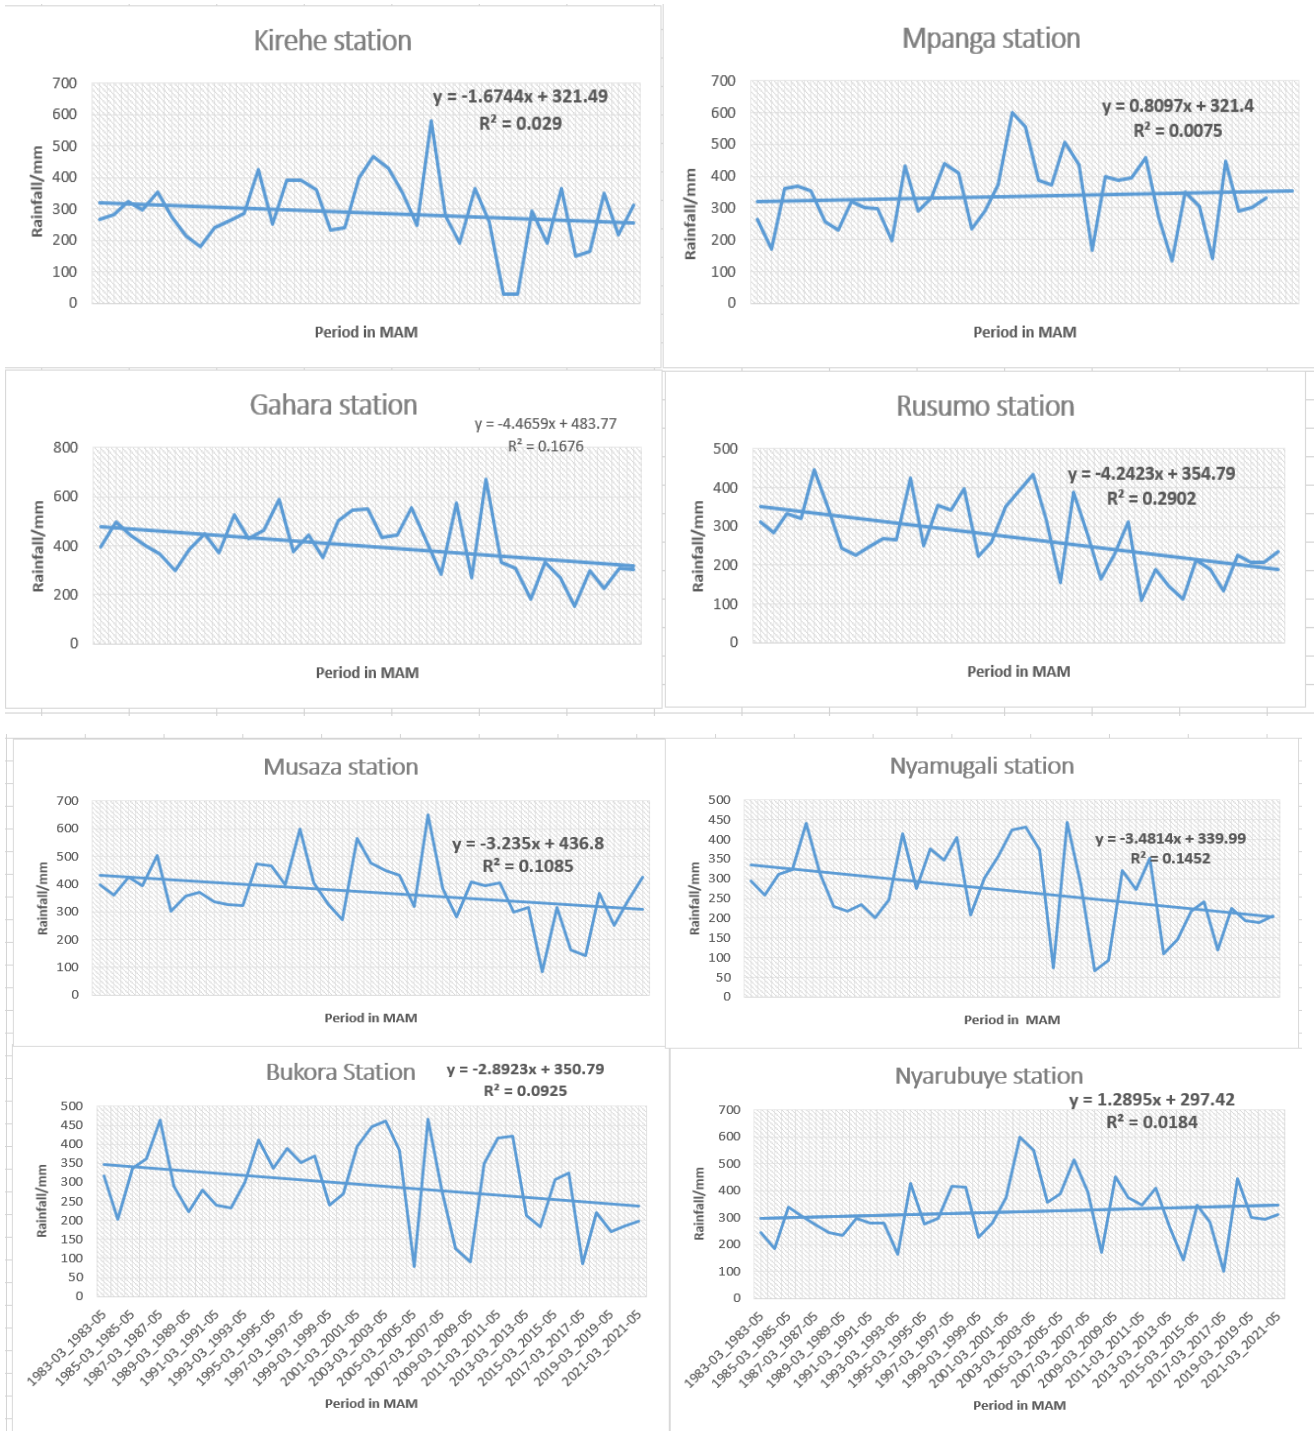 Kirehe station
y = -1.6744x + 321.49
R² = 0.029
Rainfall/mm
700
600
500
400
300
200
100
0
Period in MAM
Mpanga station
y = 0.8097x + 321.4
R² = 0.0075
Rainfall/mm
700
600
500
400
300
200
100
0
Period in MAM
Gahara station
y = -4.4659x + 483.77
R² = 0.1676
Rainfall/mm
800
600
400
200
0
Period in MAM
Rusumo station
y = -4.2423x + 354.79
R² = 0.2902
Rainfall/mm
500
400
300
200
100
0
Period in MAM
Musaza station
y = -3.235x + 436.8
R² = 0.1085
Rainfall/mm
700
600
500
400
300
200
100
0
Period in MAM
Nyamugali station
y = -3.4814x + 339.99
R² = 0.1452
Rainfall/mm
500
450
400
350
300
250
200
150
100
50
0
Period in MAM
Bukora Station
y = -2.8923x + 350.79
R² = 0.0925
Rainfall/mm
500
450
400
350
300
250
200
150
100
50
0
1983-03_1983-05
1985-03_1985-05
1987-03_1987-05
1989-03_1989-05
1991-03_1991-05
1993-03_1993-05
1995-03_1995-05
1997-03_1997-05
1999-03_1999-05
2001-03_2001-05
2003-03_2003-05
2005-03_2005-05
2007-03_2007-05
2009-03_2009-05
2011-03_2011-05
2013-03_2013-05
2015-03_2015-05
2017-03_2017-05
2019-03_2019-05
2021-03_2021-05
Period in MAM
Nyarubuye station
y = 1.2895x + 297.42
R² = 0.0184
Rainfall/mm
700
600
500
400
300
200
100
0
1983-03_1983-05
1985-03_1985-05
1987-03_1987-05
1989-03_1989-05
1991-03_1991-05
1993-03_1993-05
1995-03_1995-05
1997-03_1997-05
1999-03_1999-05
2001-03_2001-05
2003-03_2003-05
2005-03_2005-05
2007-03_2007-05
2009-03_2009-05
2011-03_2011-05
2013-03_2013-05
2015-03_2015-05
2017-03_2017-05
2019-03_2019-05
2021-03_2021-05
Period in MAM